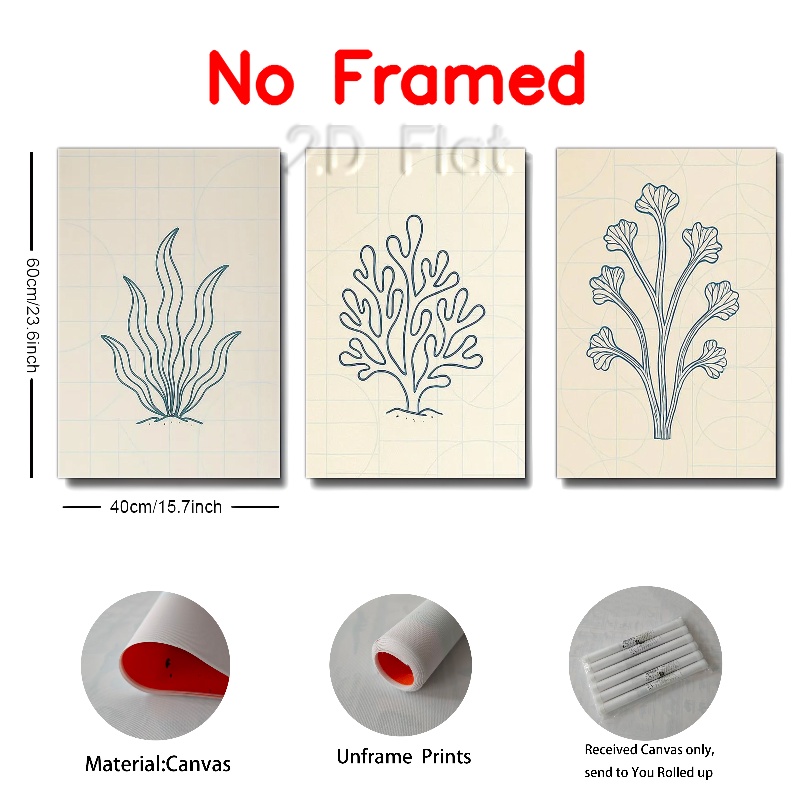 No Framed
2D Flat
60cm/23.6inch
40cm/15.7inch
Material:Canvas
Unframe Prints
Received Canvas only,
send to You Rolled up